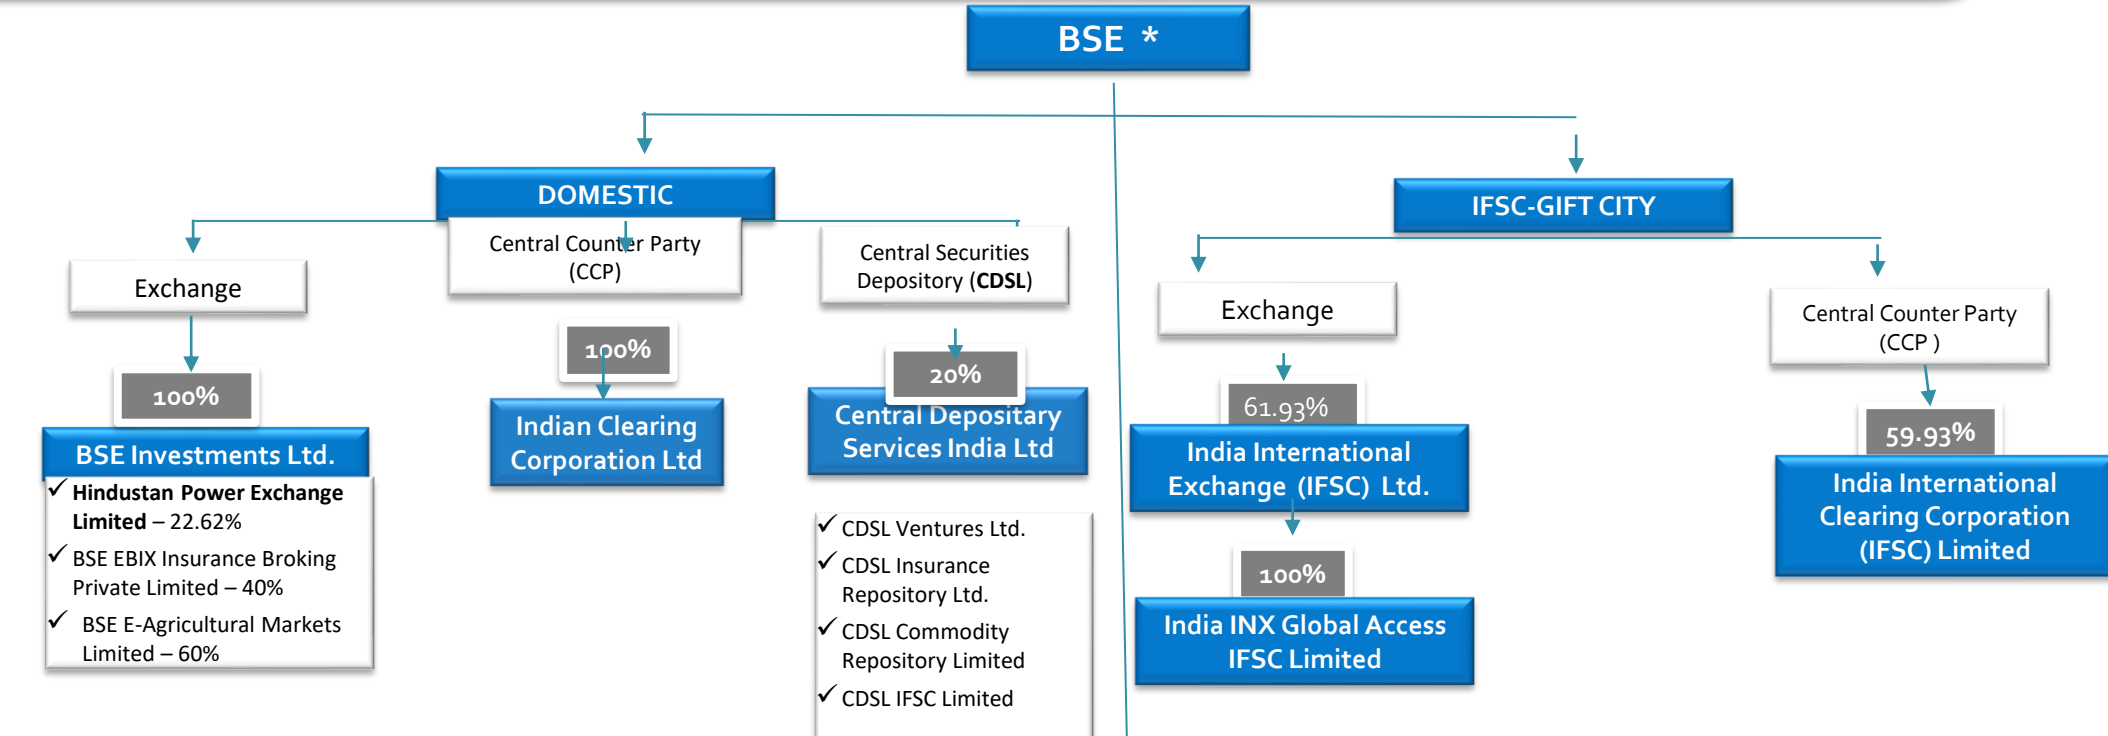 BSE *
DOMESTIC
IFSC-GIFT CITY
Exchange
Central Counter Party
(CCP)
Central Securities
Depository (CDSL)
Exchange
Central Counter Party
(CCP )
100%
100%
20%
61.93%
59.93%
BSE Investments Ltd.
Indian Clearing
Corporation Ltd
Central Depositary
Services India Ltd
India International
Exchange (IFSC) Ltd.
India International
Clearing Corporation
(IFSC) Limited
✓ Hindustan Power Exchange
Limited – 22.62%
✓ BSE EBIX Insurance Broking
Private Limited – 40%
✓ BSE E-Agricultural Markets
Limited – 60%
✓ CDSL Ventures Ltd.
✓ CDSL Insurance
Repository Ltd.
✓ CDSL Commodity
Repository Limited
✓ CDSL IFSC Limited
100%
India INX Global Access
IFSC Limited